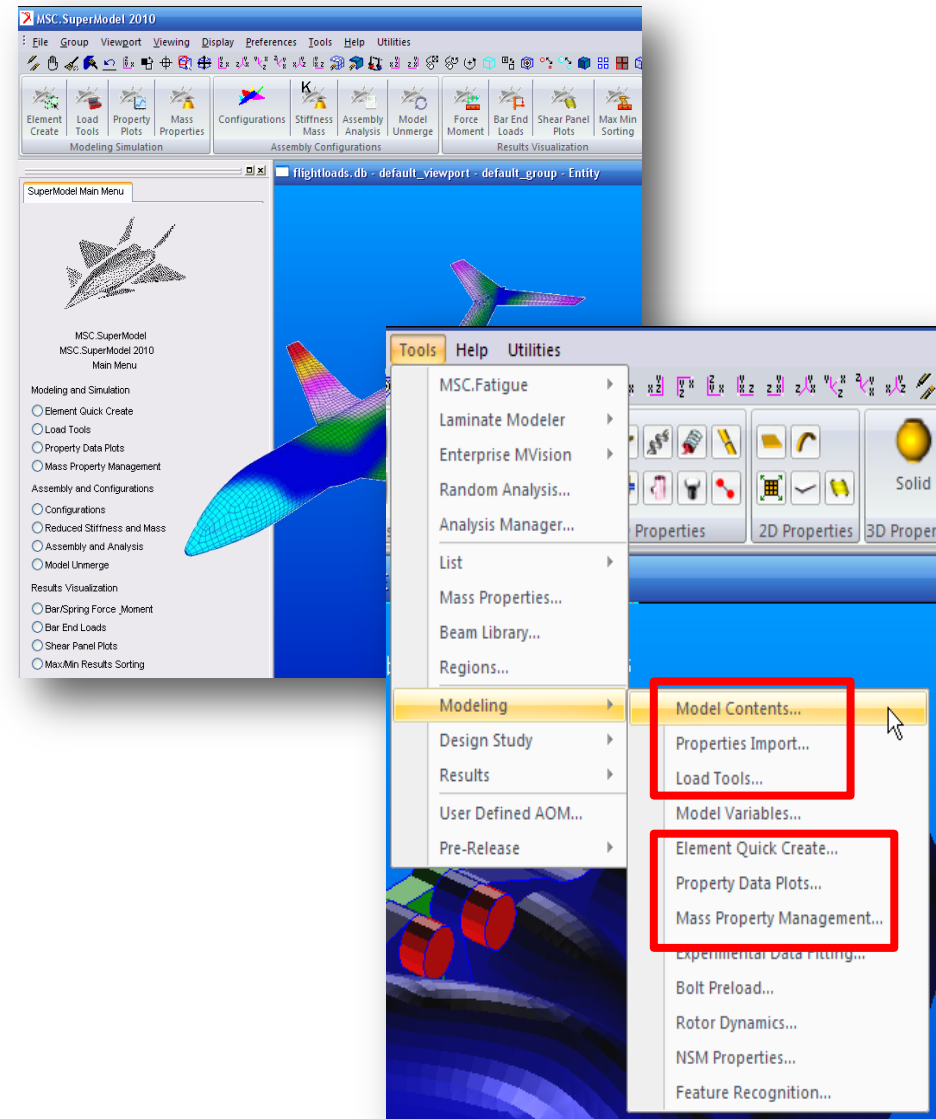 MSC.SuperModel 2010
File Group Viewport Viewing Display Preferences Tools Help Utilities
Element Create
Load Tools
Property Plots
Mass Properties
Configurations
Stiffness Mass
Assembly Analysis
Model Unmerge
Force Moment
Bar End Loads
Shear Panel Plots
Max Min Sorting
Modeling Simulation
Assembly Configurations
Results Visualization
SuperModel Main Menu
MSC.SuperModel
MSC.SuperModel 2010
Main Menu
Modeling and Simulation
Element Quick Create
Load Tools
Property Data Plots
Mass Property Management
Assembly and Configurations
Configurations
Reduced Stiffness and Mass
Assembly and Analysis
Model Unmerge
Results Visualization
Bar/Spring Force_Moment
Bar End Loads
Shear Panel Plots
Max/Min Results Sorting
flightloads.db - default_viewport - default_group - Entity
Tools Help Utilities
MSC.Fatigue
Laminate Modeler
Enterprise MVision
Random Analysis...
Analysis Manager...
List
Mass Properties...
Beam Library...
Regions...
Modeling
Design Study
Results
User Defined AOM...
Pre-Release
Solid
Properties
2D Properties
3D Proper
Model Contents...
Properties Import...
Load Tools...
Model Variables...
Element Quick Create...
Property Data Plots...
Mass Property Management...
Experimental Data Fitting...
Bolt Preload...
Rotor Dynamics...
NSM Properties...
Feature Recognition...